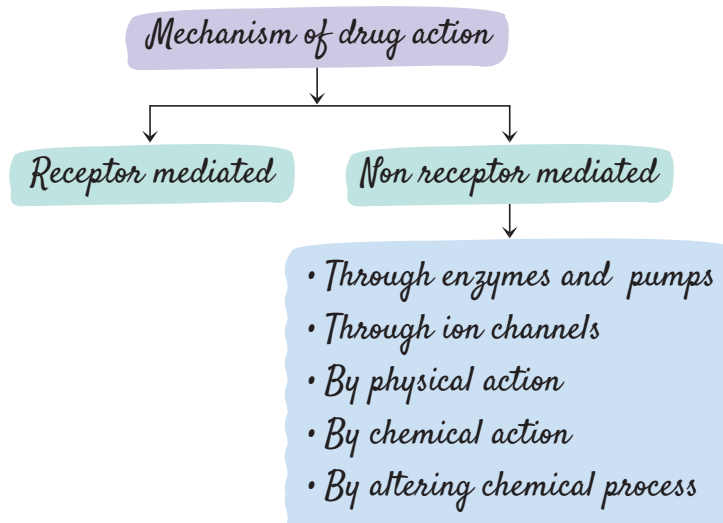 Mechanism of drug action
Receptor mediated
Non receptor mediated
• Through enzymes and pumps
• Through ion channels
• By physical action
• By chemical action
• By altering chemical process